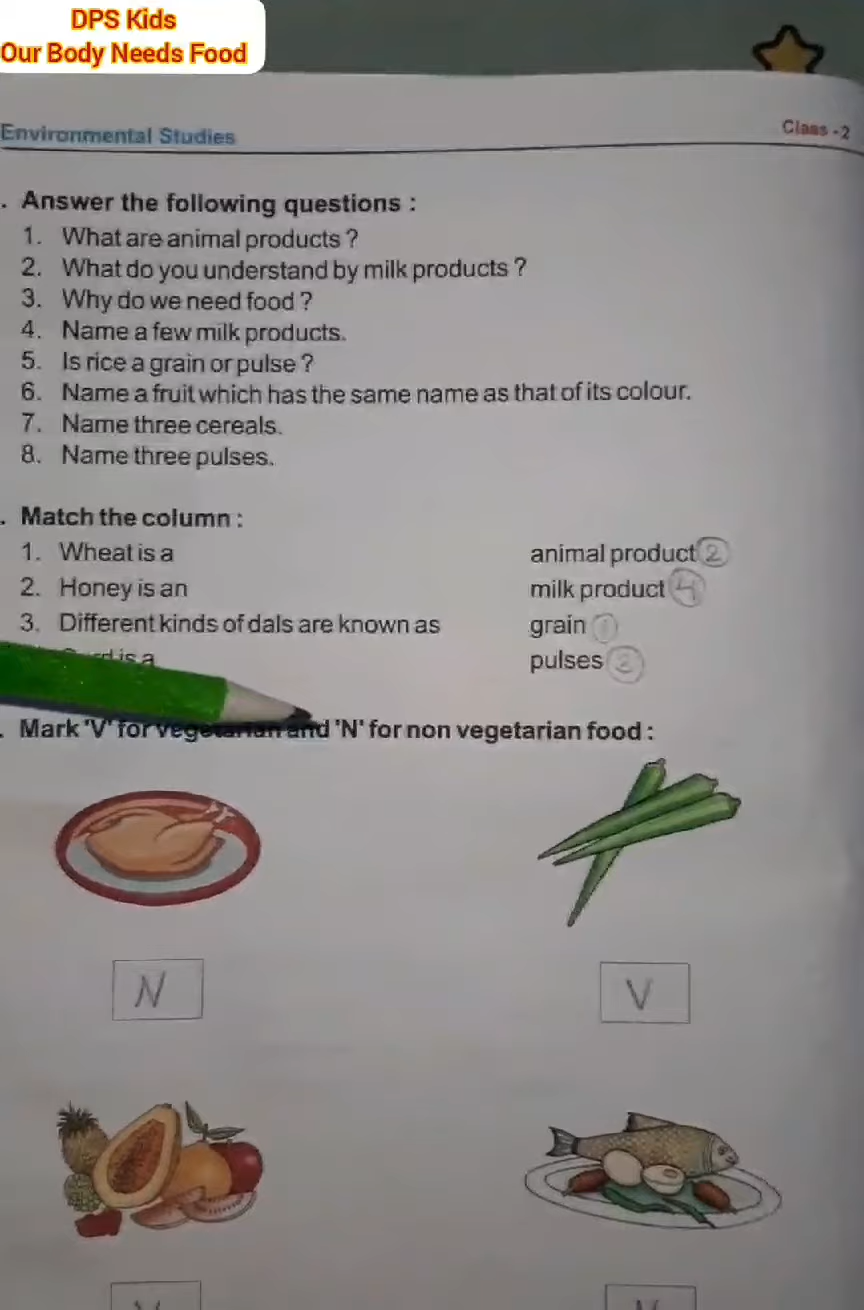 DPS Kids
Our Body Needs Food
Environmental Studies
Class -2
. Answer the following questions :
1. What are animal products ?
2. What do you understand by milk products ?
3. Why do we need food ?
4. Name a few milk products.
5. Is rice a grain or pulse ?
6. Name a fruit which has the same name as that of its colour.
7. Name three cereals.
8. Name three pulses.
. Match the column :
1. Wheat is a animal product 2
2. Honey is an milk product 4
3. Different kinds of dals are known as grain 1
is a pulses
. Mark 'V' for vegetarian and 'N' for non vegetarian food :
N V